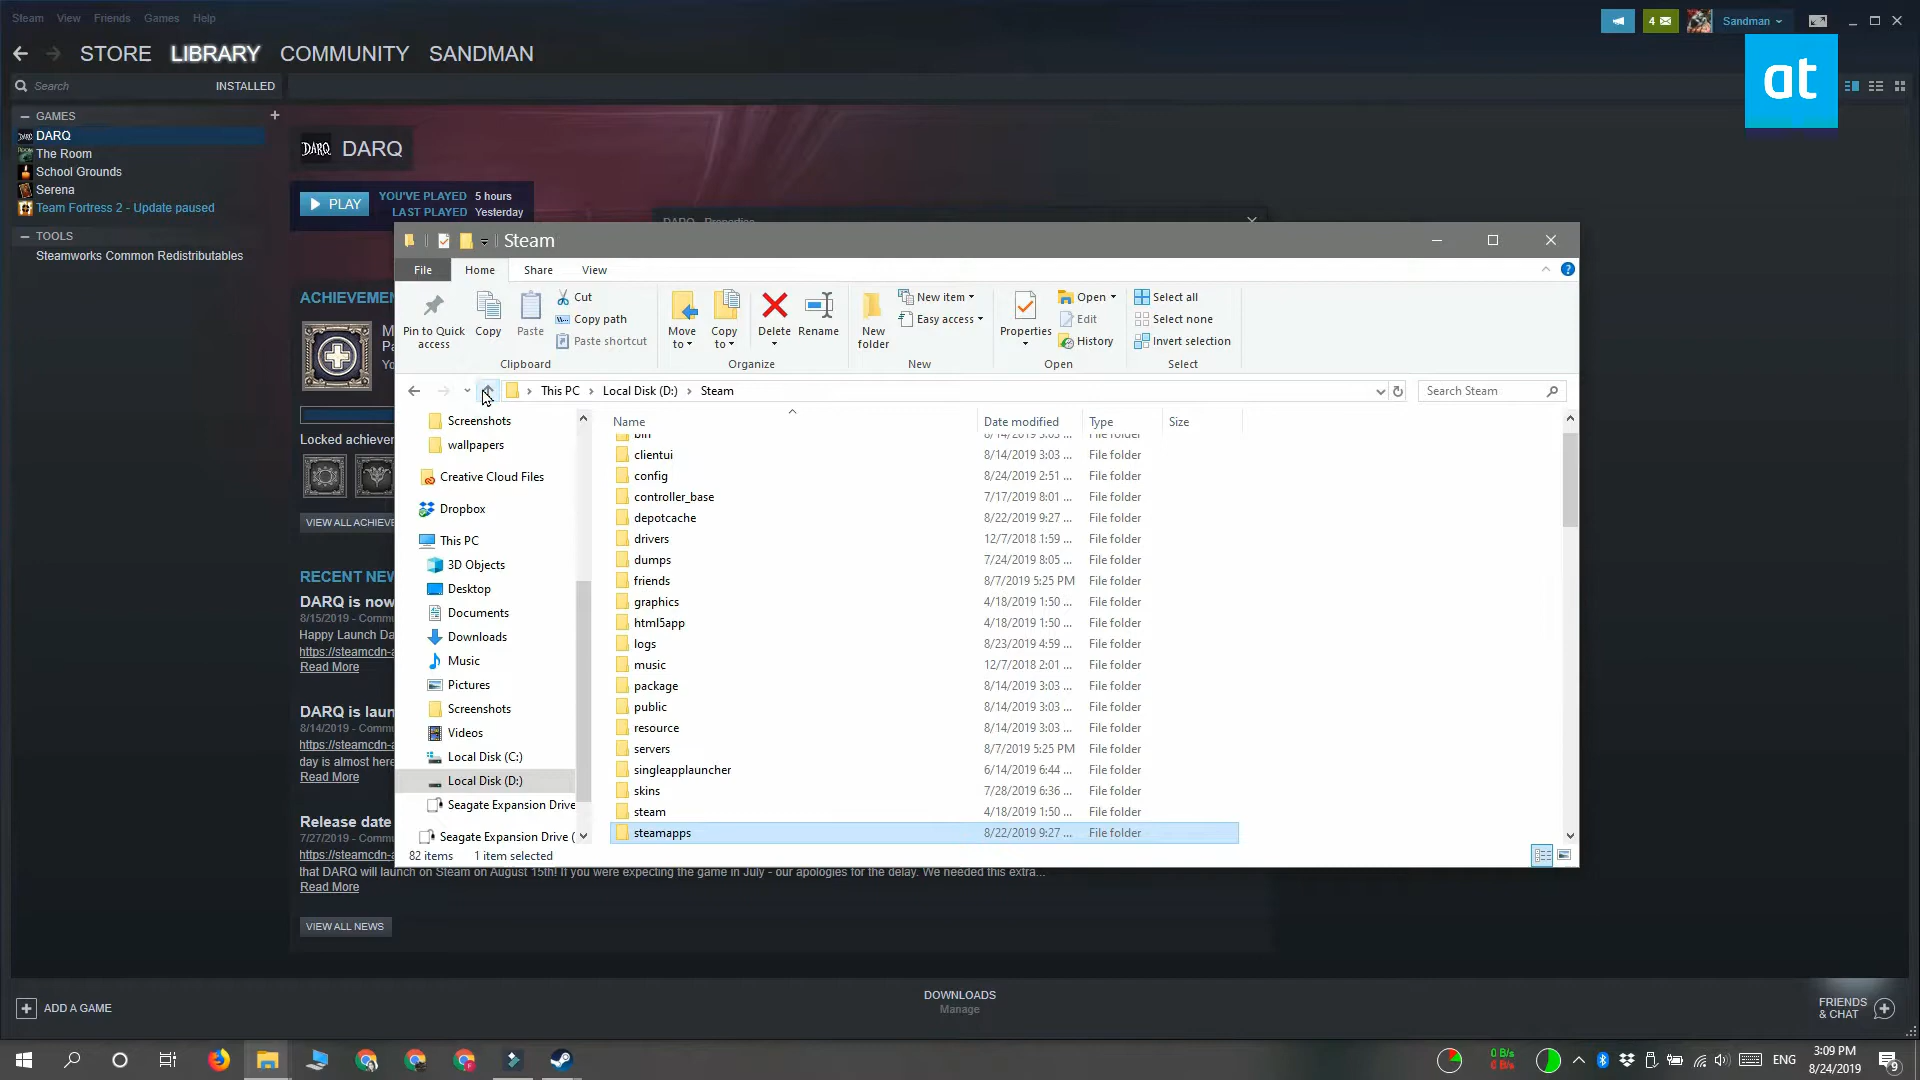 Steam View Friends Games Help
4 Sandman
STORE LIBRARY COMMUNITY SANDMAN
at
Search INSTALLED
GAMES
DARQ
The Room
School Grounds
Serena
Team Fortress 2 - Update paused
TOOLS
Steamworks Common Redistributables
DARQ DARQ
PLAY
YOU'VE PLAYED 5 hours
LAST PLAYED Yesterday
DARQ - Properties
ACHIEVEMEN
Locked achiever
VIEW ALL ACHIEVE
RECENT NEW
DARQ is now
8/15/2019 - Commu
Happy Launch Da
https://steamcdn-a
Read More
DARQ is laun
8/14/2019 - Commu
https://steamcdn-a
day is almost here
Read More
Release date
7/27/2019 - Commu
https://steamcdn-a
that DARQ will launch on Steam on August 15th! If you were expecting the game in July - our apologies for the delay. We needed this extra...
Read More
VIEW ALL NEWS
Steam
File Home Share View
Pin to Quick access
Copy
Paste
Cut
Copy path
Paste shortcut
Clipboard
Move to
Copy to
Delete
Rename
Organize
New folder
New item
Easy access
New
Properties
Open
Edit
History
Open
Select all
Select none
Invert selection
Select
This PC Local Disk (D:) Steam
Search Steam
Screenshots
wallpapers
Creative Cloud Files
Dropbox
This PC
3D Objects
Desktop
Documents
Downloads
Music
Pictures
Screenshots
Videos
Local Disk (C:)
Local Disk (D:)
Seagate Expansion Drive
Seagate Expansion Drive (
Name Date modified Type Size
bin 8/14/2019 3:03 ... File folder
clientui 8/14/2019 3:03 ... File folder
config 8/24/2019 2:51 ... File folder
controller_base 7/17/2019 8:01 ... File folder
depotcache 8/22/2019 9:27 ... File folder
drivers 12/7/2018 1:59 ... File folder
dumps 7/24/2019 8:05 ... File folder
friends 8/7/2019 5:25 PM File folder
graphics 4/18/2019 1:50 ... File folder
html5app 4/18/2019 1:50 ... File folder
logs 8/23/2019 4:59 ... File folder
music 12/7/2018 2:01 ... File folder
package 8/14/2019 3:03 ... File folder
public 8/14/2019 3:03 ... File folder
resource 8/14/2019 3:03 ... File folder
servers 8/7/2019 5:25 PM File folder
singleapplauncher 6/14/2019 6:44 ... File folder
skins 7/28/2019 6:36 ... File folder
steam 4/18/2019 1:50 ... File folder
steamapps 8/22/2019 9:27 ... File folder
82 items 1 item selected
ADD A GAME
DOWNLOADS
Manage
FRIENDS
& CHAT
0 B/s
0 B/s
ENG
3:09 PM
8/24/2019
9